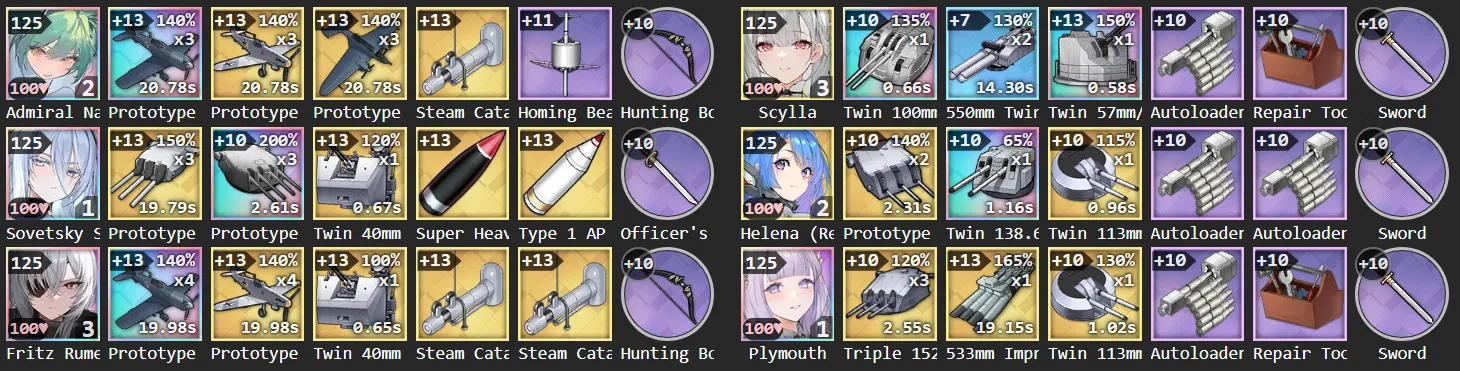 125 +13 140% +13 140% +13 140% +13 +11 +10 125 +10 135% +7 130% +13 150% +10 +10 +10
x3 x3 x3 x1 x2 x1
100♥ 2 20.78s 20.78s 20.78s 100♥ 3 0.66s 14.30s 0.58s
Admiral Na Prototype Prototype Prototype Steam Cata Homing Bea Hunting Bo Scylla Twin 100mm 550mm Twin Twin 57mm/ Autoloader Repair Too Sword
125 +13 150% +10 200% +13 120% +13 +13 +10 125 +10 140% +10 65% +10 115% +10 +10 +10
x3 x3 x1 x2 x1 x1
100♥ 1 19.79s 2.61s 0.67s 100♥ 2 2.31s 1.16s 0.96s
Sovetsky S Prototype Prototype Twin 40mm Super Heav Type 1 AP Officer's Helena (Re Prototype Twin 138.6 Twin 113mm Autoloader Autoloader Sword
125 +13 140% +13 140% +13 100% +13 +13 +10 125 +10 120% +13 165% +10 130% +10 +10 +10
x4 x4 x1 x3 x1 x1
100♥ 3 19.98s 19.98s 0.65s 100♥ 1 2.55s 19.15s 1.02s
Fritz Rume Prototype Prototype Twin 40mm Steam Cata Steam Cata Hunting Bo Plymouth Triple 152 533mm Impr Twin 113mm Autoloader Repair Too Sword